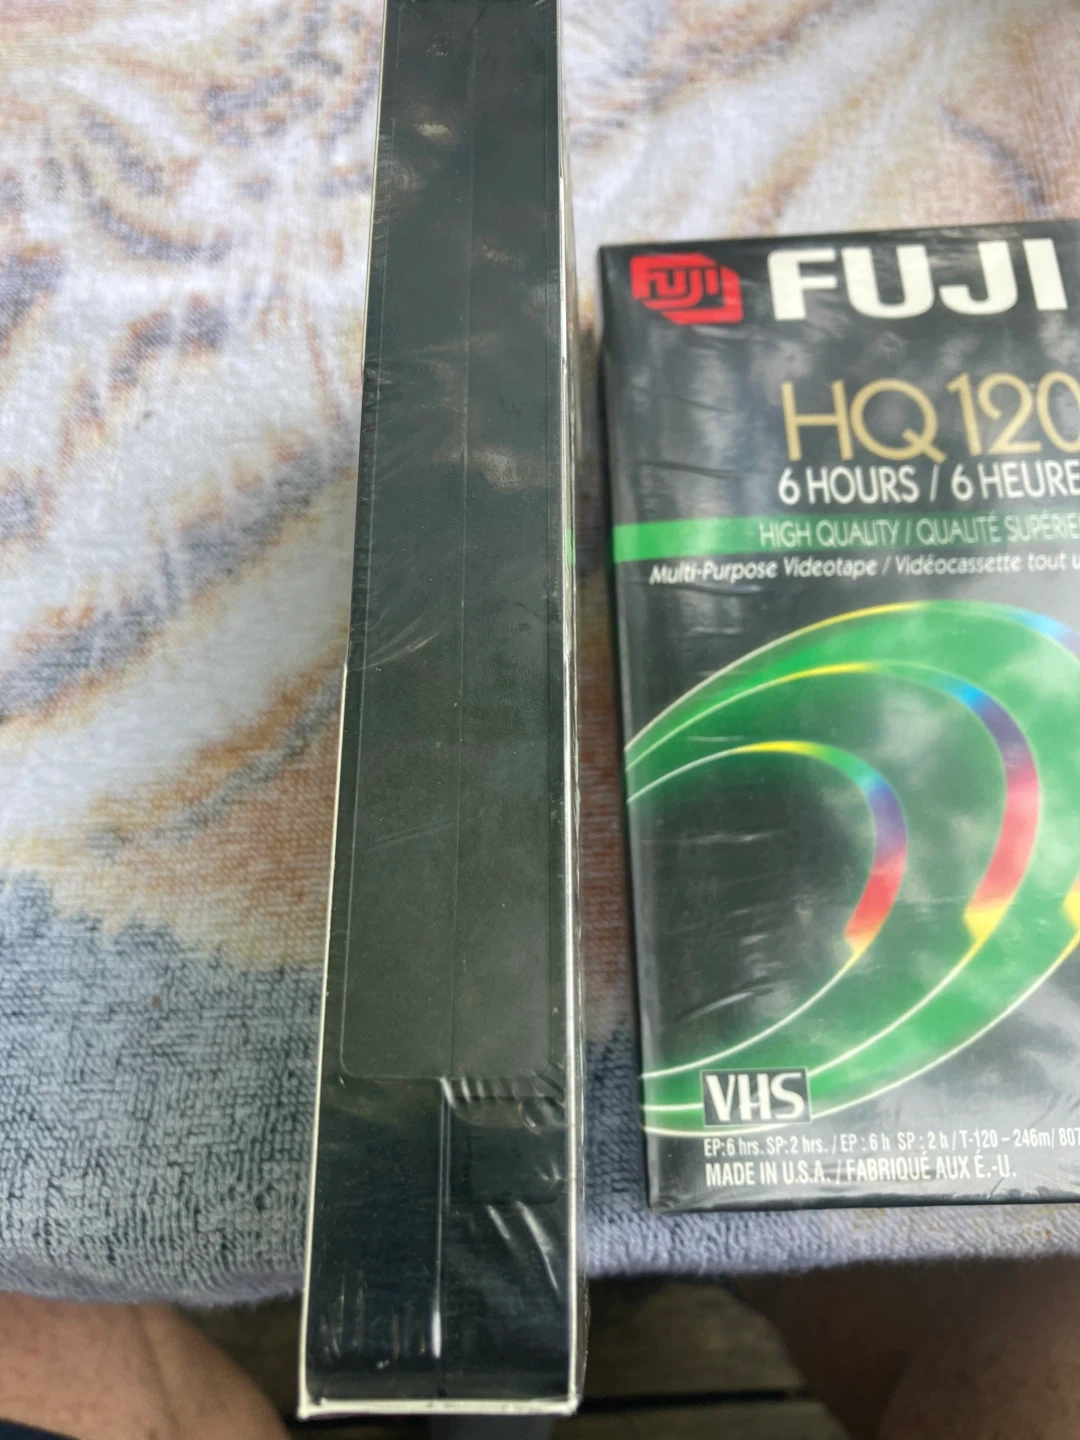 FUJI
FUJI
HQ 120
6 HOURS / 6 HEURE
HIGH QUALITY / QUALITÉ SUPÉRIE
Multi-Purpose Videotape / Vidéocassette tout u
VHS
EP:6 hrs. SP:2 hrs. / EP : 6 h SP : 2 h / T-120 – 246m/ 807
MADE IN U.S.A. / FABRIQUÉ AUX É.-U.